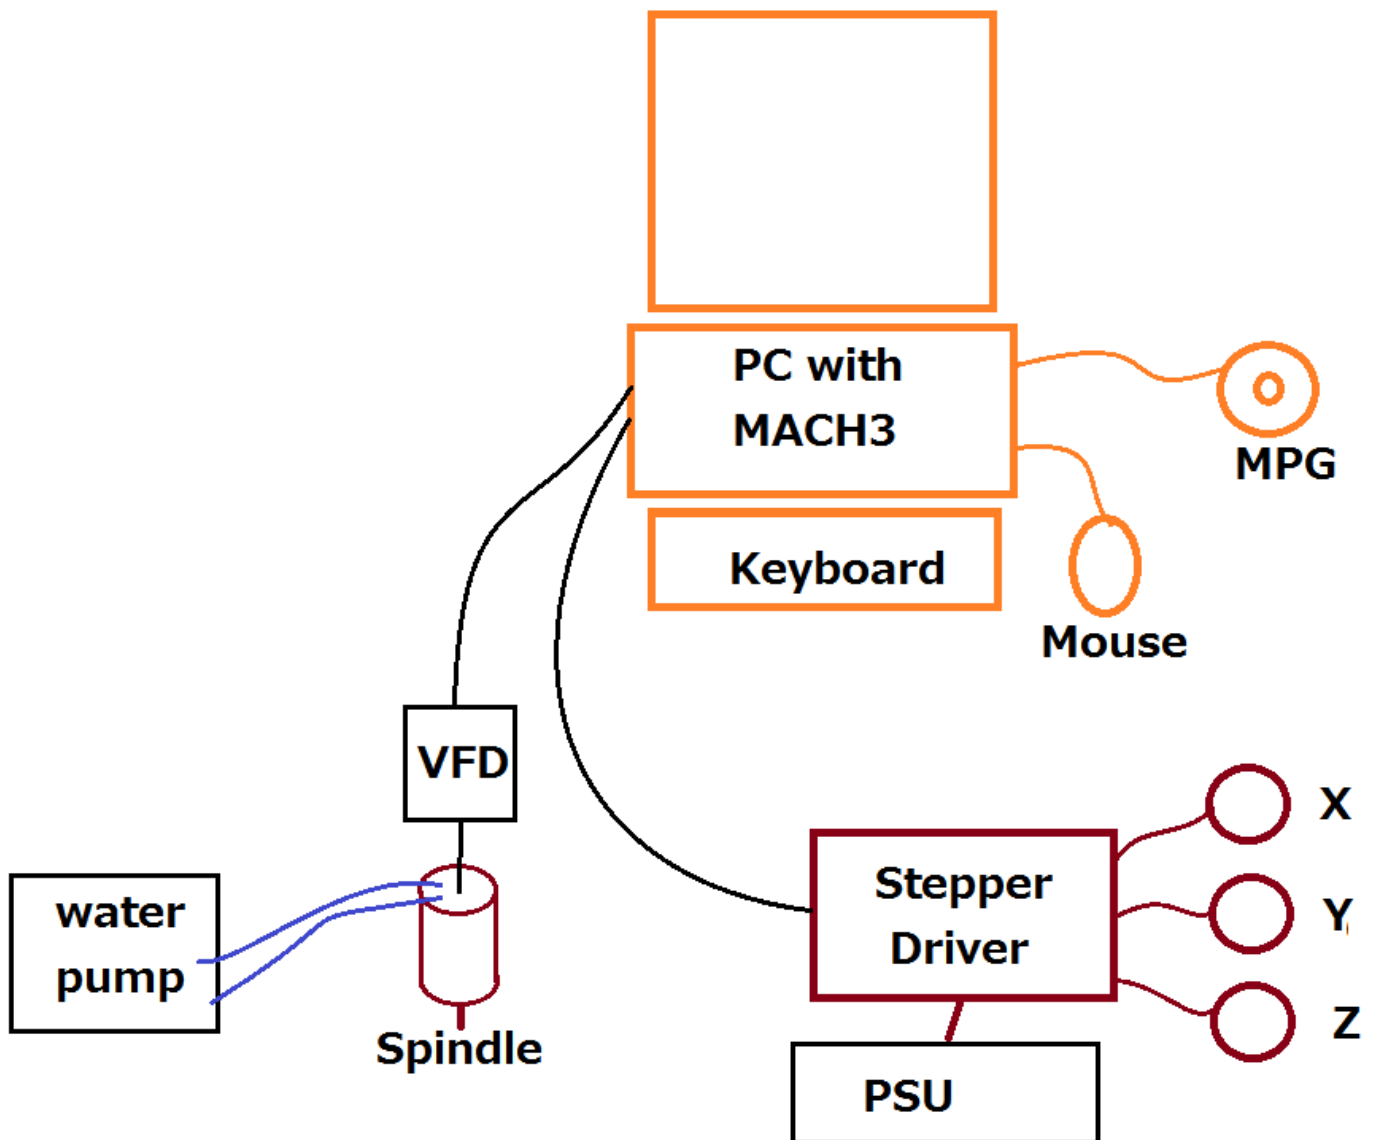 PC with
MACH3
MPG
Keyboard
Mouse
VFD
X
Stepper
Driver
Y
water
pump
Z
Spindle
PSU